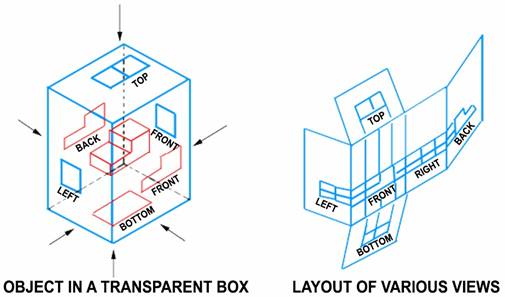 TOP
BACK
FRONT
LEFT
FRONT
BOTTOM
OBJECT IN A TRANSPARENT BOX
TOP
BACK
RIGHT
FRONT
LEFT
BOTTOM
LAYOUT OF VARIOUS VIEWS